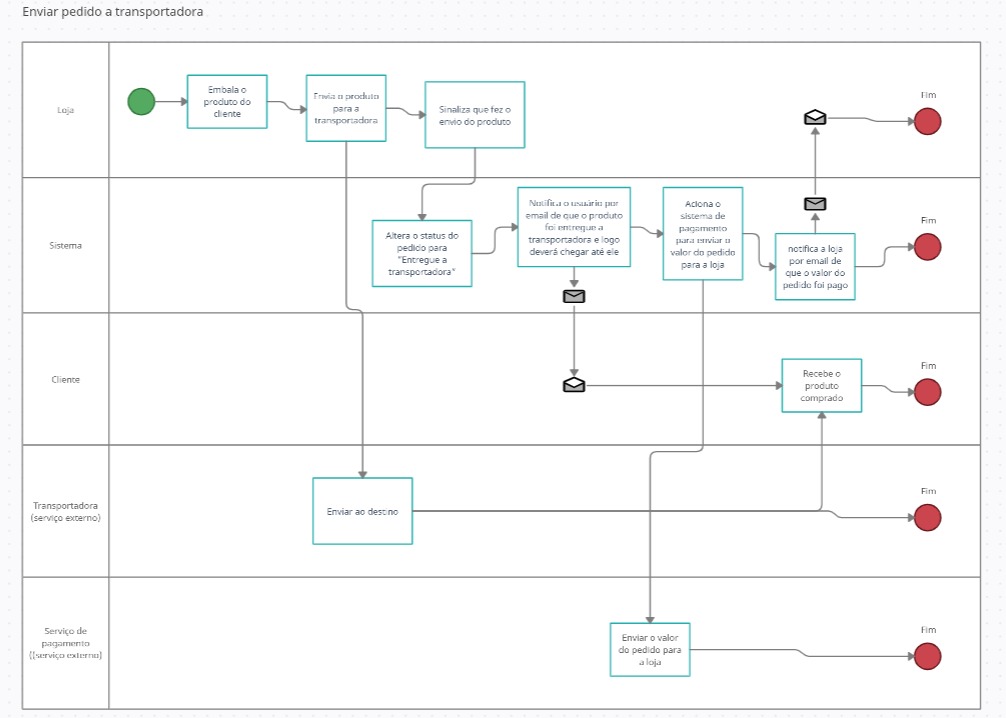 Enviar pedido a transportadora
Loja
Embala o
produto do
cliente
Envia o produto
para a
transportadora
Sinaliza que fez o
envio do produto
Fim
Sistema
Altera o status do
pedido para
"Entregue a
transportadora"
Notifica o usuário por
email de que o produto
foi entregue a
transportadora e logo
deverá chegar até ele
Aciona o
sistema de
pagamento
para enviar o
valor do pedido
para a loja
notifica a loja
por email de
que o valor do
pedido foi pago
Fim
Cliente
Recebe o
produto
comprado
Fim
Transportadora
(serviço externo)
Enviar ao destino
Fim
Serviço de
pagamento
((serviço externo)
Enviar o valor
do pedido para
a loja
Fim